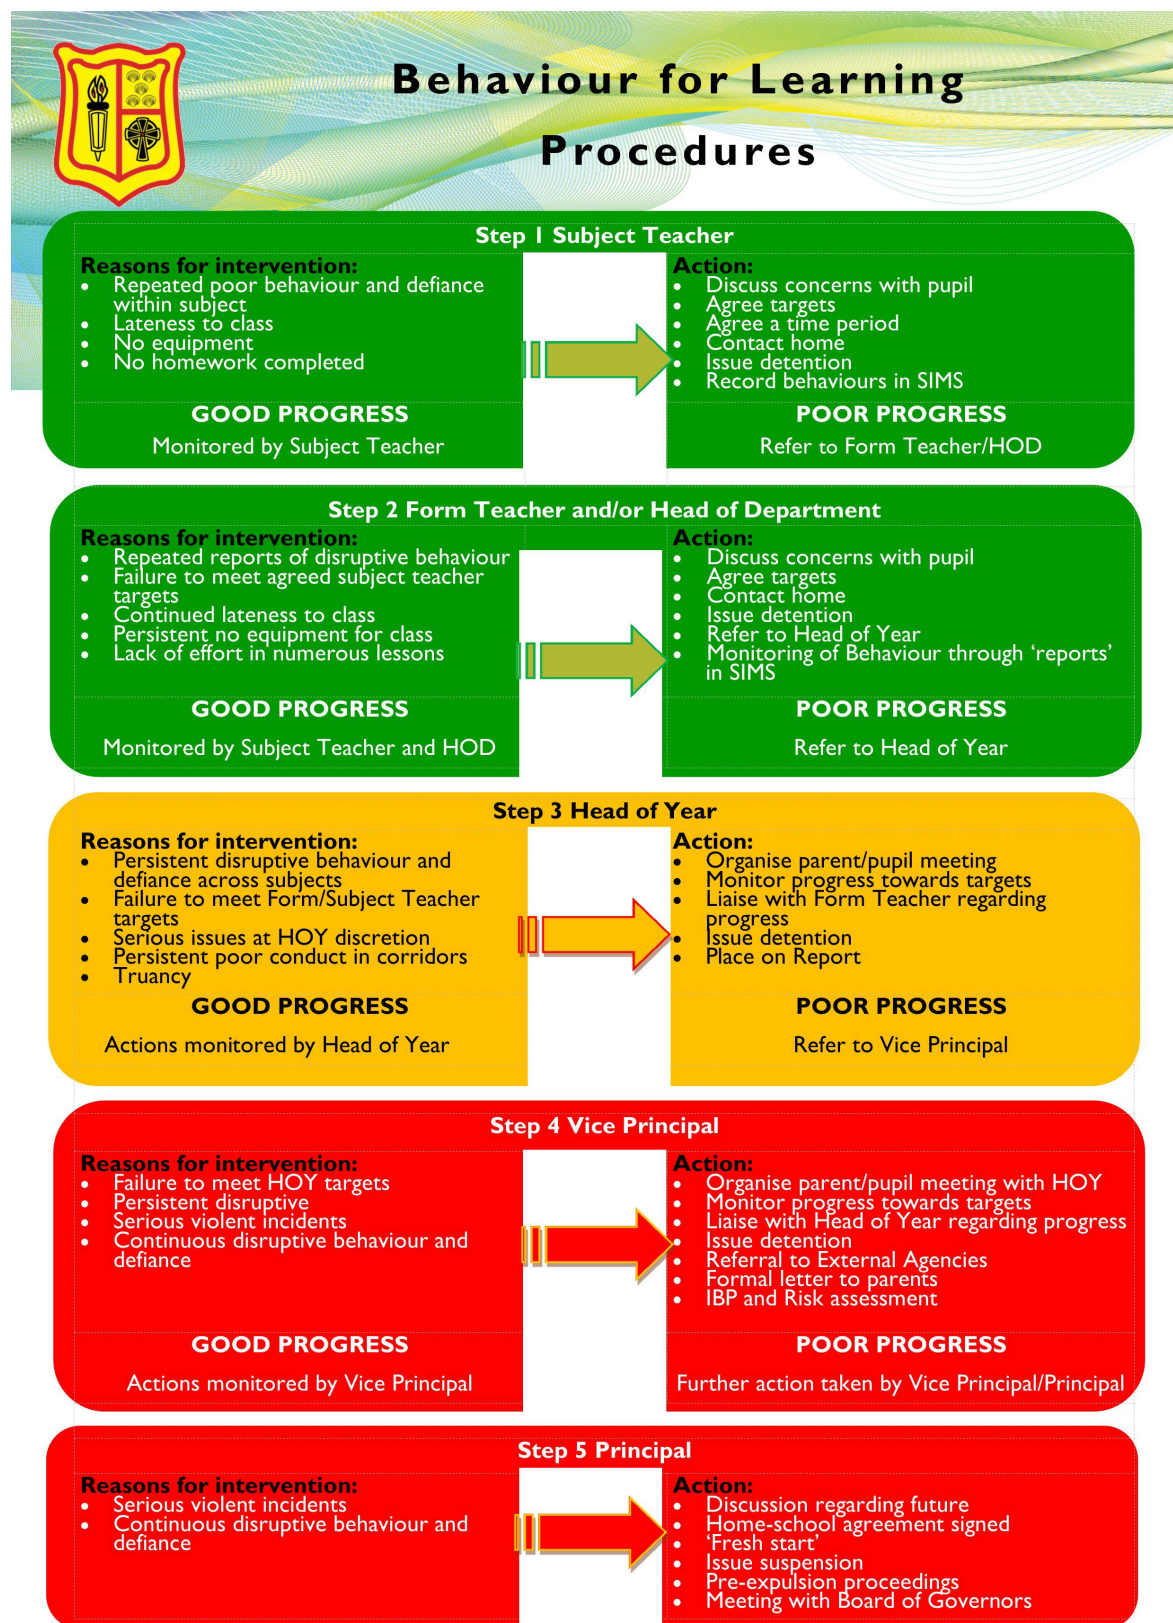 Behaviour for Learning
Procedures
Step 1 Subject Teacher
Reasons for intervention:
• Repeated poor behaviour and defiance
within subject
• Lateness to class
• No equipment
• No homework completed
Action:
• Discuss concerns with pupil
• Agree targets
• Agree a time period
• Contact home
• Issue detention
• Record behaviours in SIMS
GOOD PROGRESS
Monitored by Subject Teacher
POOR PROGRESS
Refer to Form Teacher/HOD
Step 2 Form Teacher and/or Head of Department
Reasons for intervention:
• Repeated reports of disruptive behaviour
• Failure to meet agreed subject teacher
targets
• Continued lateness to class
• Persistent no equipment for class
• Lack of effort in numerous lessons
Action:
• Discuss concerns with pupil
• Agree targets
• Contact home
• Issue detention
• Refer to Head of Year
• Monitoring of Behaviour through ‘reports’
in SIMS
GOOD PROGRESS
Monitored by Subject Teacher and HOD
POOR PROGRESS
Refer to Head of Year
Step 3 Head of Year
Reasons for intervention:
• Persistent disruptive behaviour and
defiance across subjects
• Failure to meet Form/Subject Teacher
targets
• Serious issues at HOY discretion
• Persistent poor conduct in corridors
• Truancy
Action:
• Organise parent/pupil meeting
• Monitor progress towards targets
• Liaise with Form Teacher regarding
progress
• Issue detention
• Place on Report
GOOD PROGRESS
Actions monitored by Head of Year
POOR PROGRESS
Refer to Vice Principal
Step 4 Vice Principal
Reasons for intervention:
• Failure to meet HOY targets
• Persistent disruptive
• Serious violent incidents
• Continuous disruptive behaviour and
defiance
Action:
• Organise parent/pupil meeting with HOY
• Monitor progress towards targets
• Liaise with Head of Year regarding progress
• Issue detention
• Referral to External Agencies
• Formal letter to parents
• IBP and Risk assessment
GOOD PROGRESS
Actions monitored by Vice Principal
POOR PROGRESS
Further action taken by Vice Principal/Principal
Step 5 Principal
Reasons for intervention:
• Serious violent incidents
• Continuous disruptive behaviour and
defiance
Action:
• Discussion regarding future
• Home-school agreement signed
• ‘Fresh start’
• Issue suspension
• Pre-expulsion proceedings
• Meeting with Board of Governors